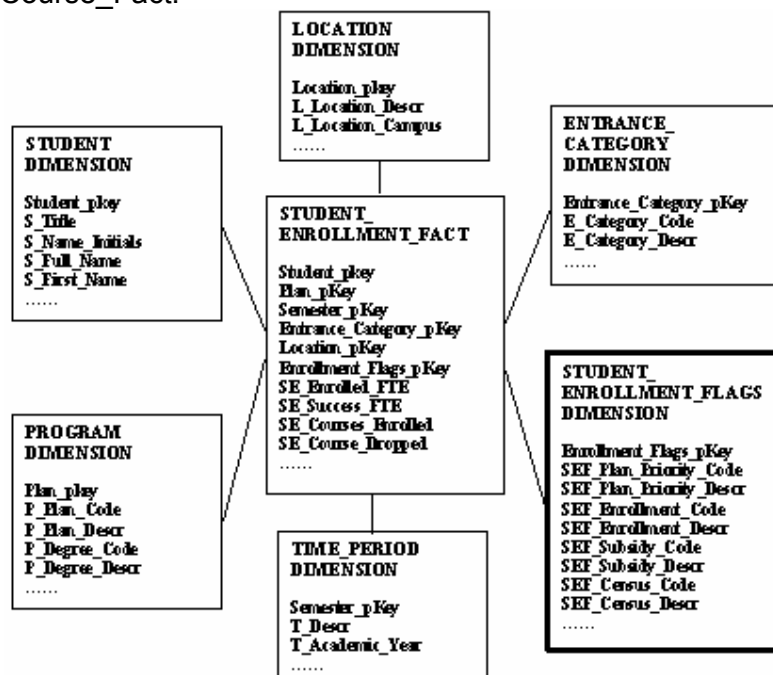 Course_Fact.
LOCATION
DIMENSION
Location_pkey
L_Location_Descr
L_Location_Campus
......
STUDENT
DIMENSION
Student_pkey
S_Title
S_Name_Initials
S_Full_Name
S_First_Name
......
STUDENT_
ENROLLMENT_FACT
Student_pkey
Plan_pKey
Semester_pKey
Entrance_Category_pKey
Location_pKey
Enrollment_Flags_pKey
SE_Enrolled_FTE
SE_Success_FTE
SE_Courses_Enrolled
SE_Course_Dropped
......
ENTRANCE_
CATEGORY
DIMENSION
Entrance_Category_pKey
E_Category_Code
E_Category_Descr
......
PROGRAM
DIMENSION
Plan_pkey
P_Plan_Code
P_Plan_Descr
P_Degree_Code
P_Degree_Descr
......
TIME_PERIOD
DIMENSION
Semester_pKey
T_Descr
T_Academic_Year
......
STUDENT_
ENROLLMENT_FLAGS
DIMENSION
Enrollment_Flags_pKey
SEF_Plan_Priority_Code
SEF_Plan_Priority_Descr
SEF_Enrollment_Code
SEF_Enrollment_Descr
SEF_Subsidy_Code
SEF_Subsidy_Descr
SEF_Census_Code
SEF_Census_Descr
......